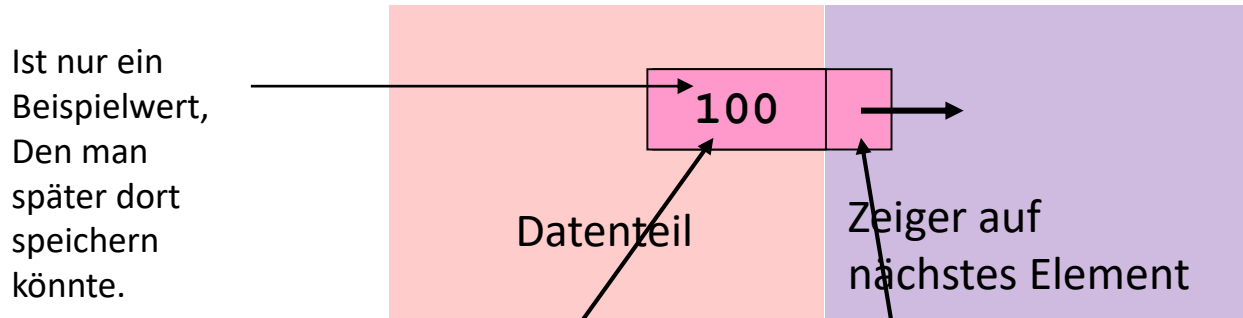 Ist nur ein
Beispielwert,
Den man
später dort
speichern
könnte.
100
Datenteil
Zeiger auf
nächstes Element